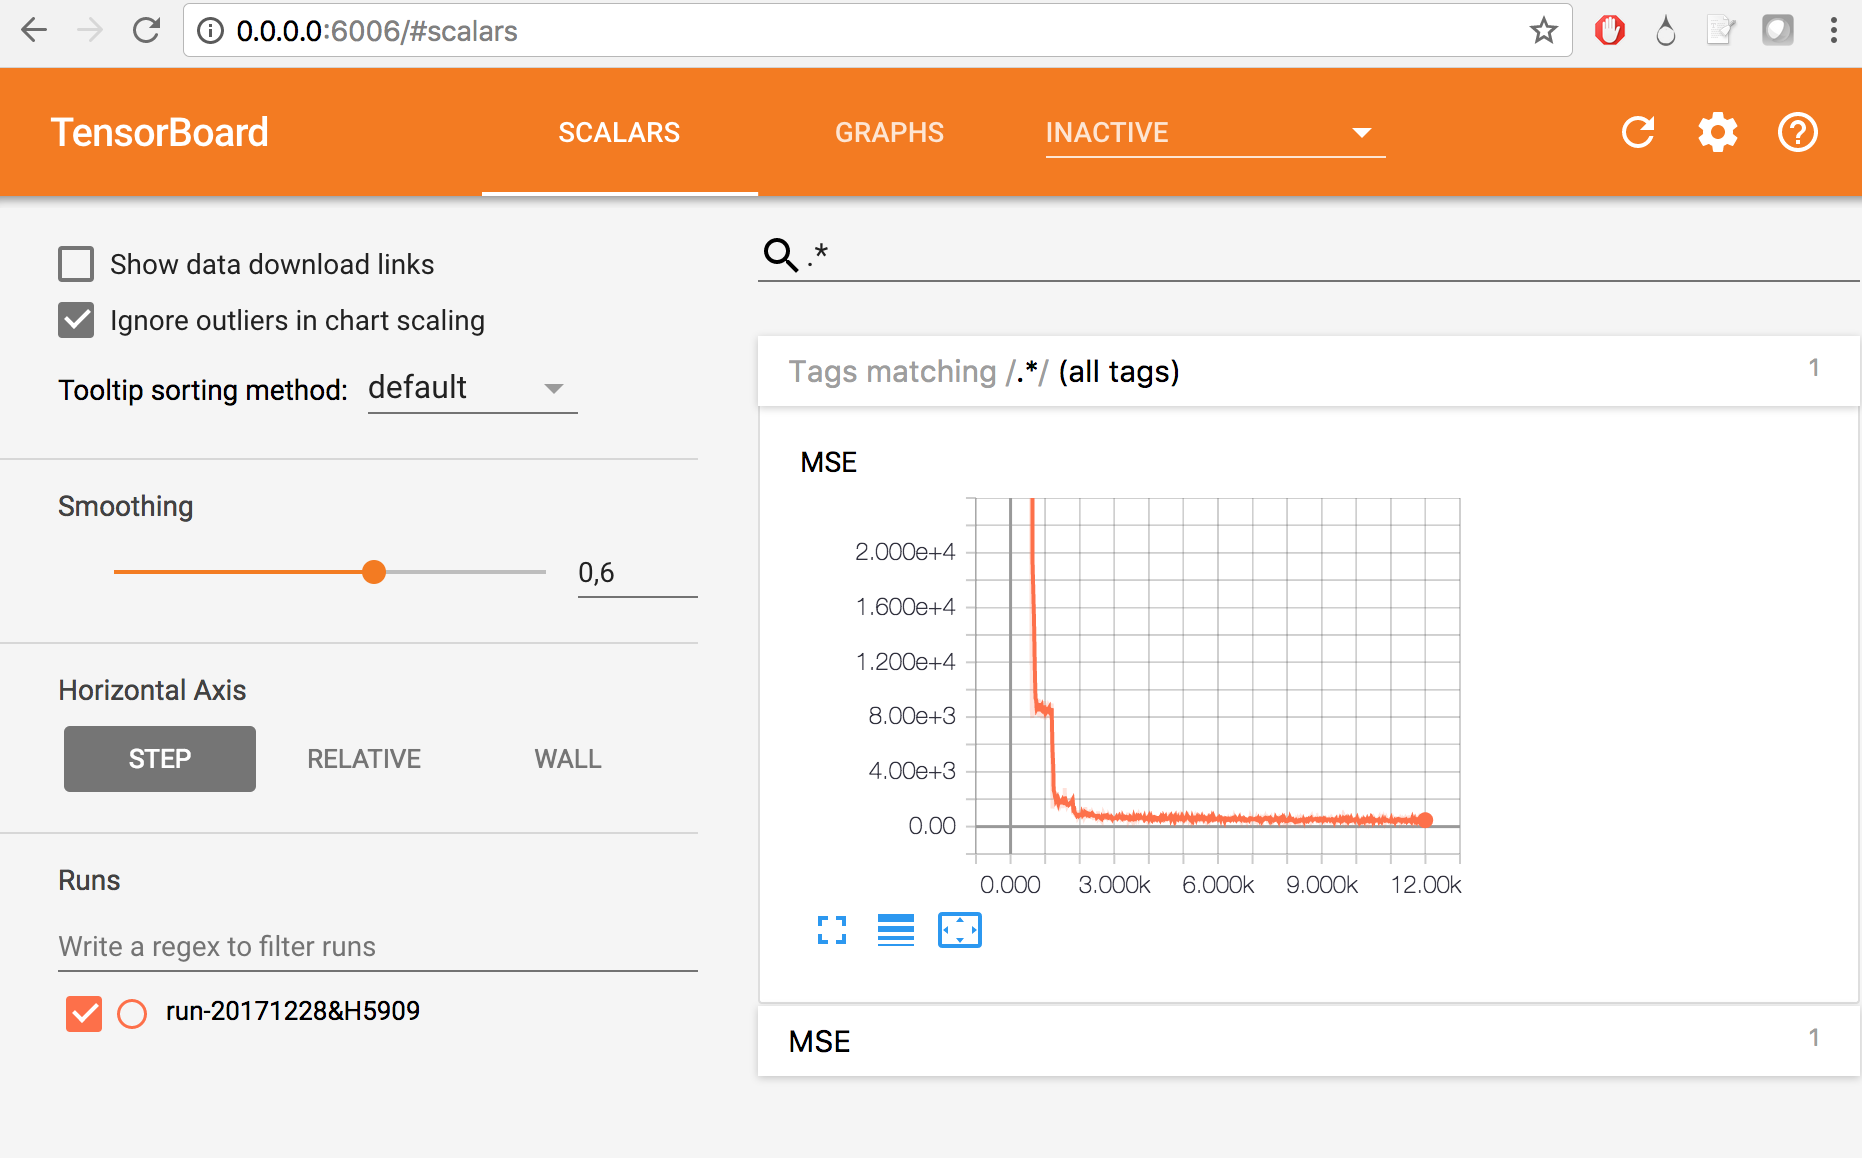 0.0.0.0:6006/#scalars
TensorBoard SCALARS GRAPHS INACTIVE
Show data download links
Ignore outliers in chart scaling
Tooltip sorting method: default
Smoothing
0,6
Horizontal Axis
STEP RELATIVE WALL
Runs
Write a regex to filter runs
run-20171228&H5909
.*
Tags matching /.*/ (all tags) 1
MSE
2.000e+4
1.600e+4
1.200e+4
8.00e+3
4.00e+3
0.00
0.000 3.000k 6.000k 9.000k 12.00k
MSE 1